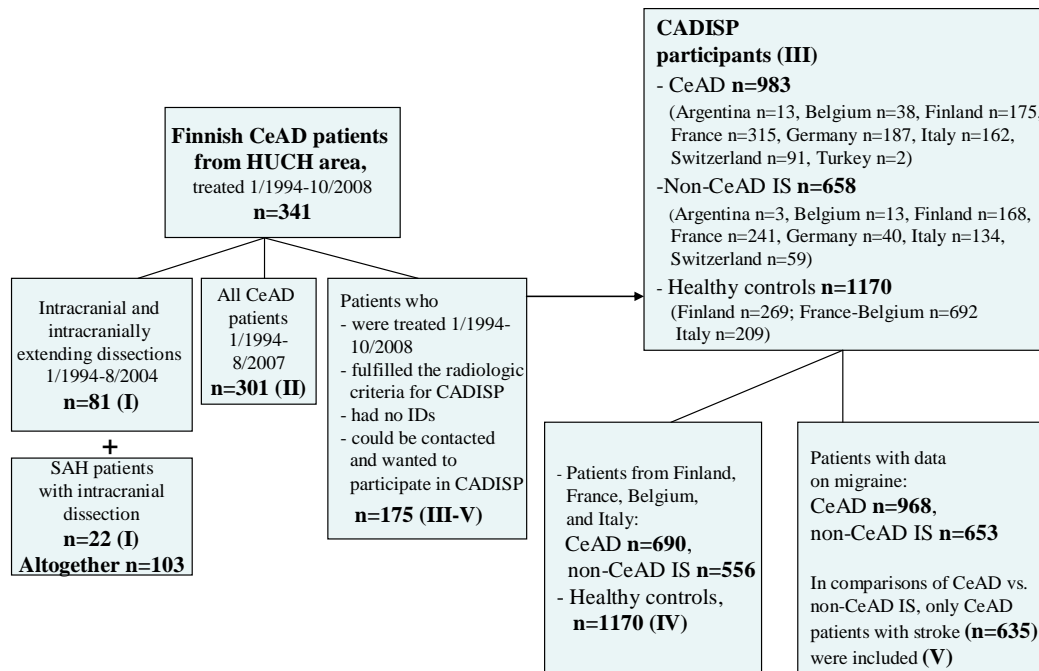 Finnish CeAD patients
from HUCH area,
treated 1/1994-10/2008
n=341
Intracranial and
intracranially
extending dissections
1/1994-8/2004
n=81 (I)
+
SAH patients
with intracranial
dissection
n=22 (I)
Altogether n=103
All CeAD
patients
1/1994-
8/2007
n=301 (II)
Patients who
- were treated 1/1994-
10/2008
- fulfilled the radiologic
criteria for CADISP
- had no IDs
- could be contacted
and wanted to
participate in CADISP
n=175 (III-V)
CADISP
participants (III)
- CeAD n=983
(Argentina n=13, Belgium n=38, Finland n=175,
France n=315, Germany n=187, Italy n=162,
Switzerland n=91, Turkey n=2)
-Non-CeAD IS n=658
(Argentina n=3, Belgium n=13, Finland n=168,
France n=241, Germany n=40, Italy n=134,
Switzerland n=59)
- Healthy controls n=1170
(Finland n=269; France-Belgium n=692
Italy n=209)
- Patients from Finland,
France, Belgium,
and Italy:
CeAD n=690,
non-CeAD IS n=556
- Healthy controls,
n=1170 (IV)
Patients with data
on migraine:
CeAD n=968,
non-CeAD IS n=653
In comparisons of CeAD vs.
non-CeAD IS, only CeAD
patients with stroke (n=635)
were included (V)